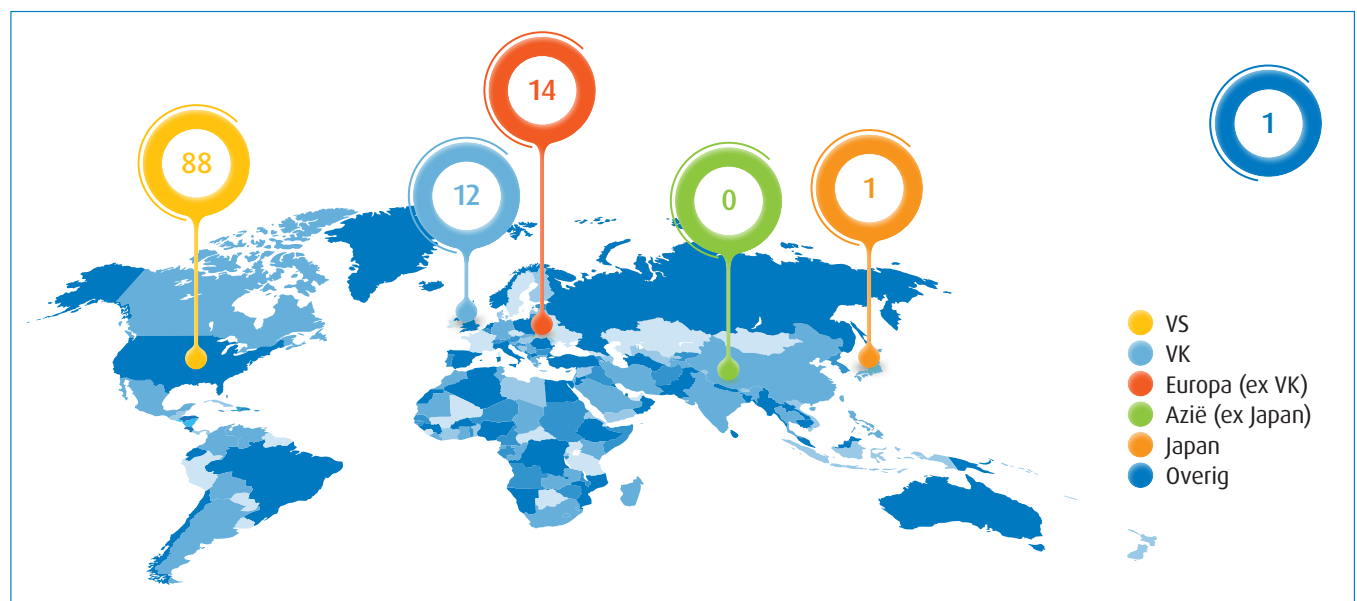 88
12
14
0
1
1
VS
VK
Europa (ex VK)
Azië (ex Japan)
Japan
Overig